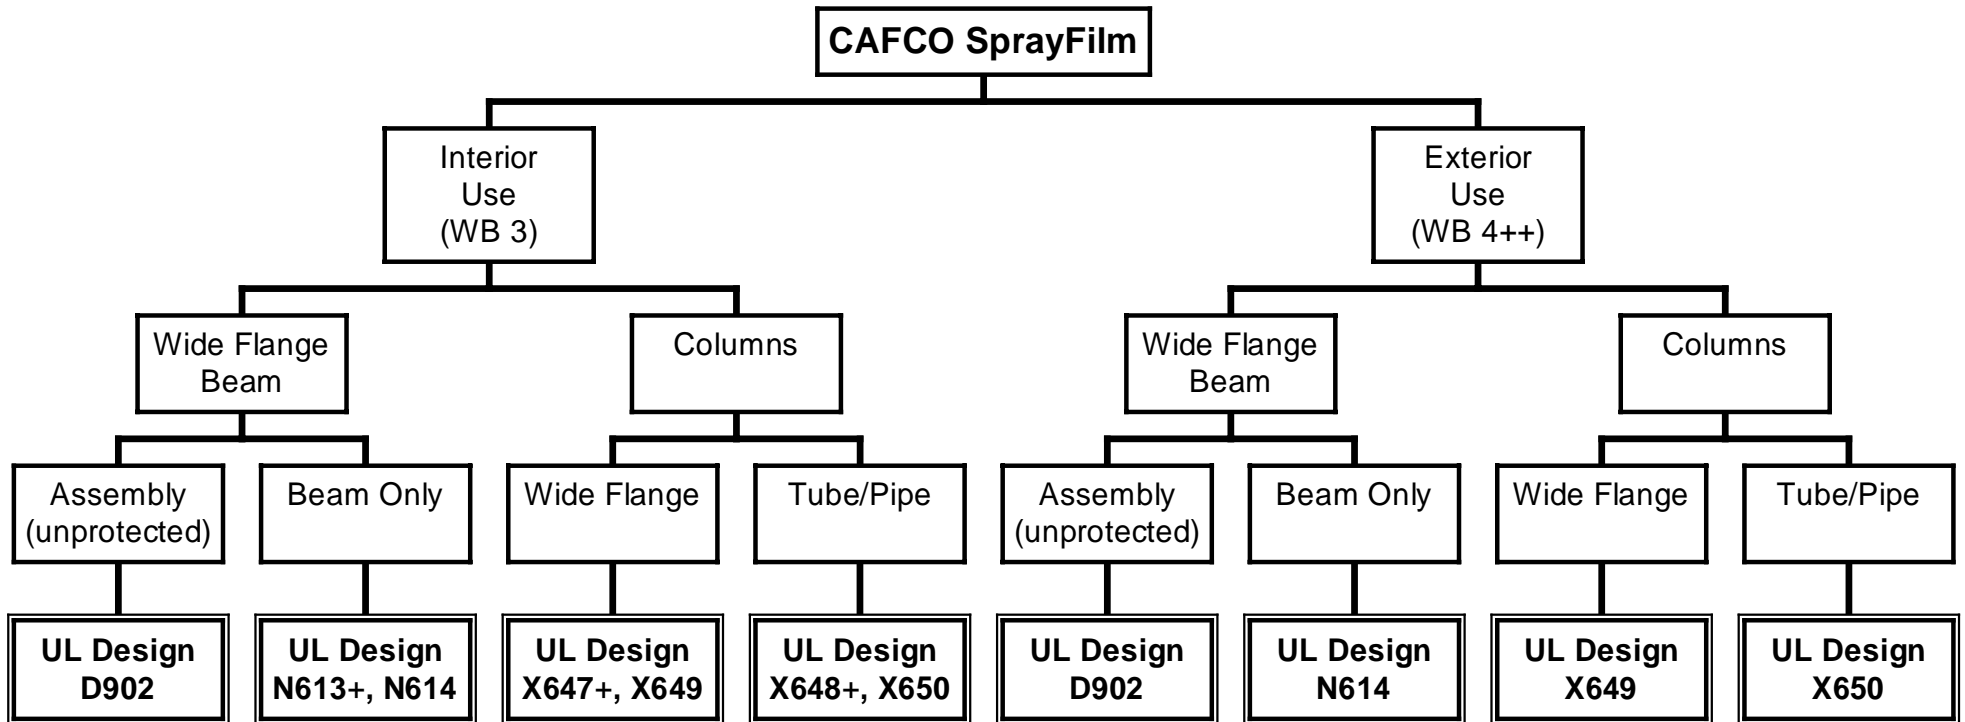 CAFCO SprayFilm
Interior
Use
(WB 3)
Exterior
Use
(WB 4++)
Wide Flange
Beam
Columns
Wide Flange
Beam
Columns
Assembly
(unprotected)
Beam Only
Wide Flange
Tube/Pipe
Assembly
(unprotected)
Beam Only
Wide Flange
Tube/Pipe
UL Design
D902
UL Design
N613+, N614
UL Design
X647+, X649
UL Design
X648+, X650
UL Design
D902
UL Design
N614
UL Design
X649
UL Design
X650